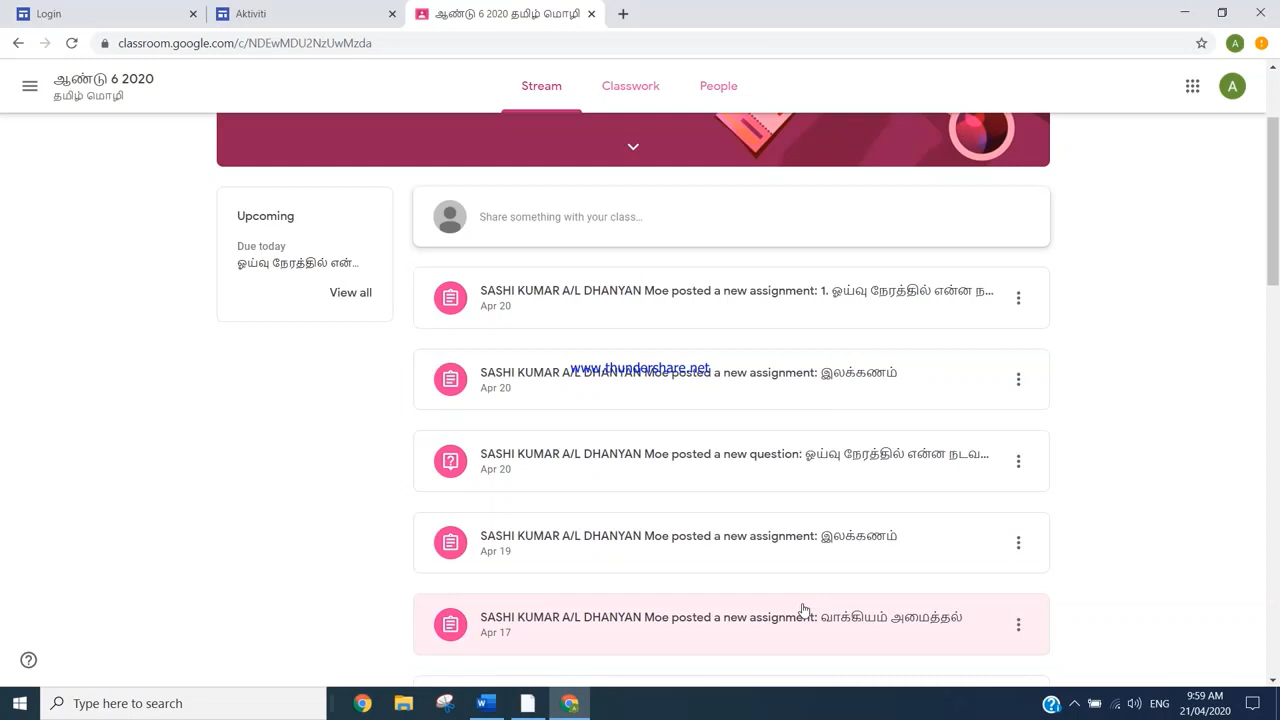 Login
Aktiviti
ஆண்டு 6 2020 தமிழ் மொழி
classroom.google.com/c/NDEwMDU2NzUwMzda
A
ஆண்டு 6 2020
தமிழ் மொழி
Stream
Classwork
People
A
Upcoming
Due today
ஓய்வு நேரத்தில் என்...
View all
Share something with your class...
SASHI KUMAR A/L DHANYAN Moe posted a new assignment: 1. ஓய்வு நேரத்தில் என்ன ந...
Apr 20
www.thundershare.net
SASHI KUMAR A/L DHANYAN Moe posted a new assignment: இலக்கணம்
Apr 20
SASHI KUMAR A/L DHANYAN Moe posted a new question: ஓய்வு நேரத்தில் என்ன நடவ...
Apr 20
SASHI KUMAR A/L DHANYAN Moe posted a new assignment: இலக்கணம்
Apr 19
SASHI KUMAR A/L DHANYAN Moe posted a new assignment: வாக்கியம் அமைத்தல்
Apr 17
Type here to search
ENG
9:59 AM
21/04/2020